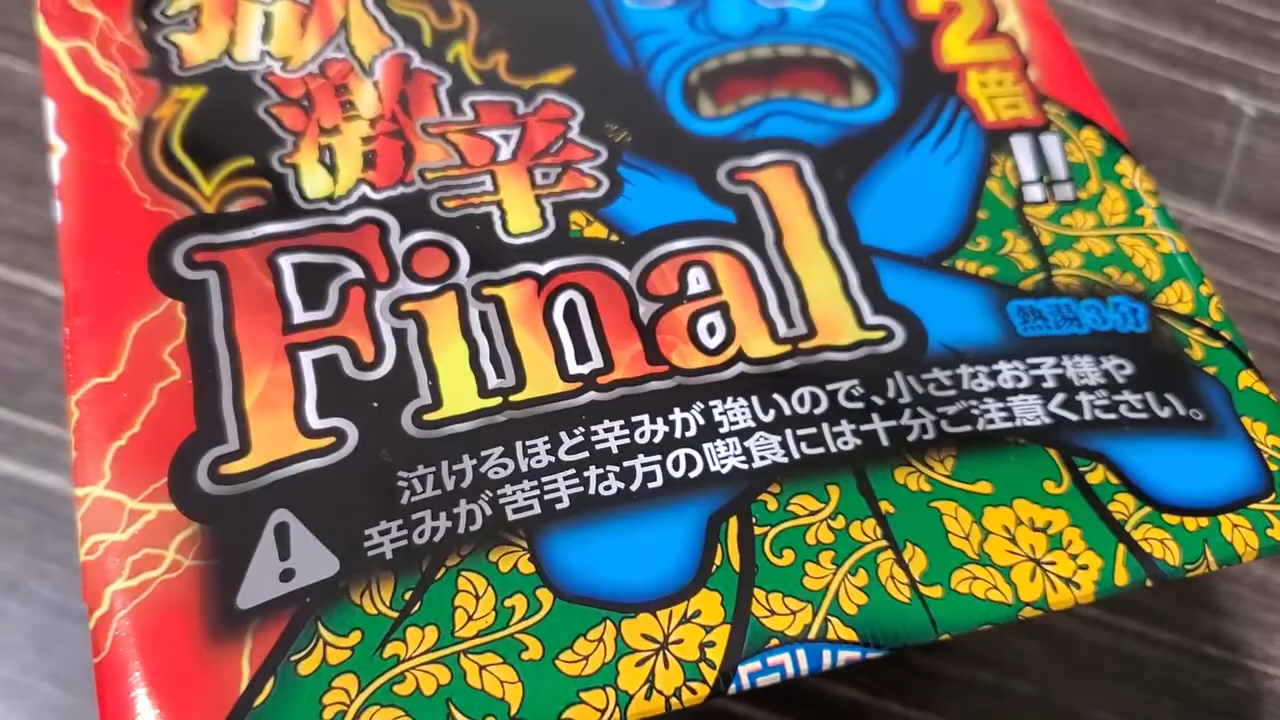 2倍!!
激辛
Final
熱湯3分
泣けるほど辛みが強いので、小さなお子様や
辛みが苦手な方の喫食には十分ご注意ください。